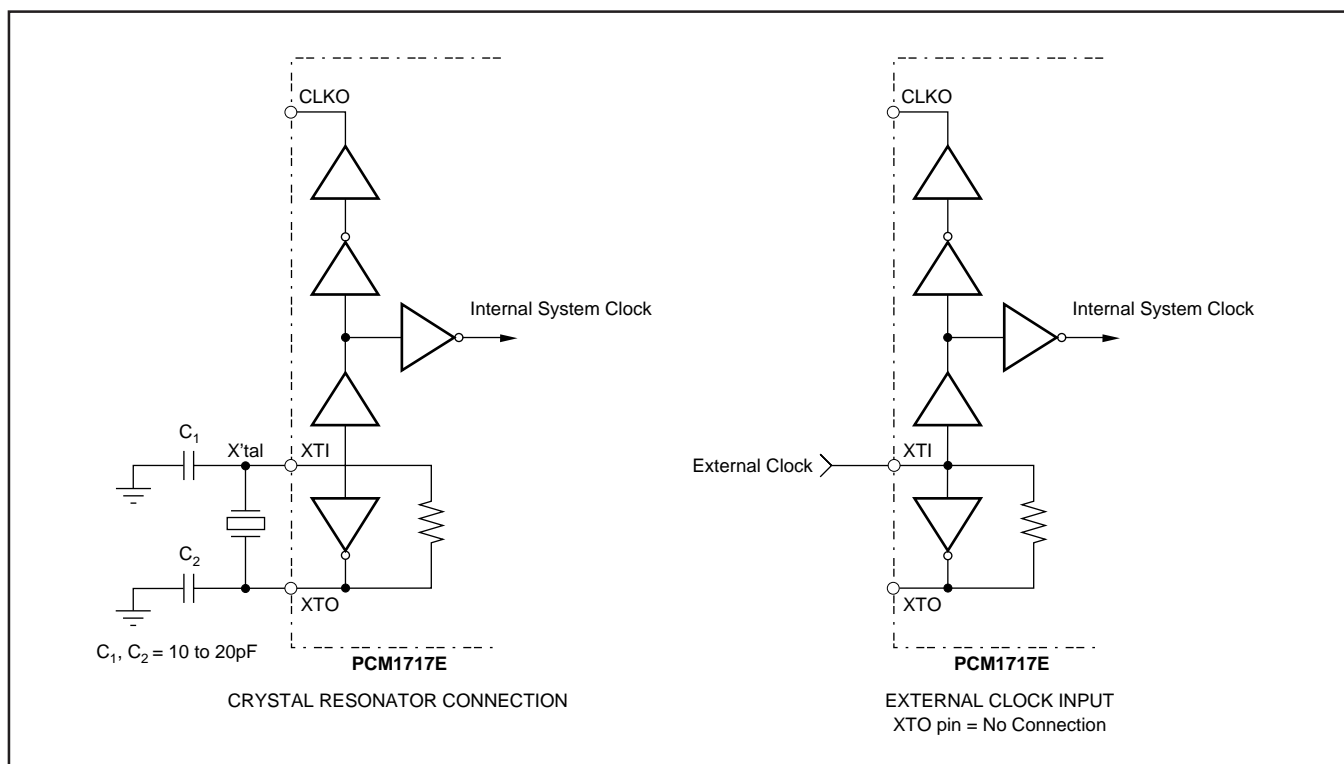 CLKO
Internal System Clock
C1
X'tal
XTI
C2
XTO
C1, C2 = 10 to 20pF
PCM1717E
CRYSTAL RESONATOR CONNECTION
CLKO
Internal System Clock
External Clock
XTI
XTO
PCM1717E
EXTERNAL CLOCK INPUT
XTO pin = No Connection